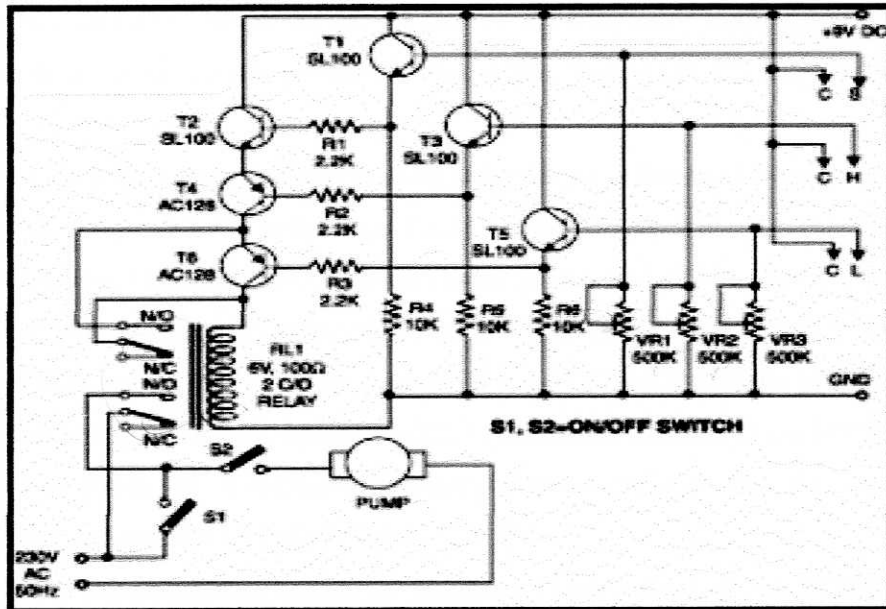 T1
SL100
+9V DC
C S
T2
SL100
R1
2.2K
T3
SL100
C H
T4
AC128
R2
2.2K
T5
SL100
C L
T6
AC128
R3
2.2K
R4
10K
R5
10K
R6
10K
VR1
500K
VR2
500K
VR3
500K
N/O
N/C
N/O
N/C
RL1
6V, 100Ω
2 C/O
RELAY
GND
S1, S2=ON/OFF SWITCH
S2
PUMP
S1
230V
AC
50Hz